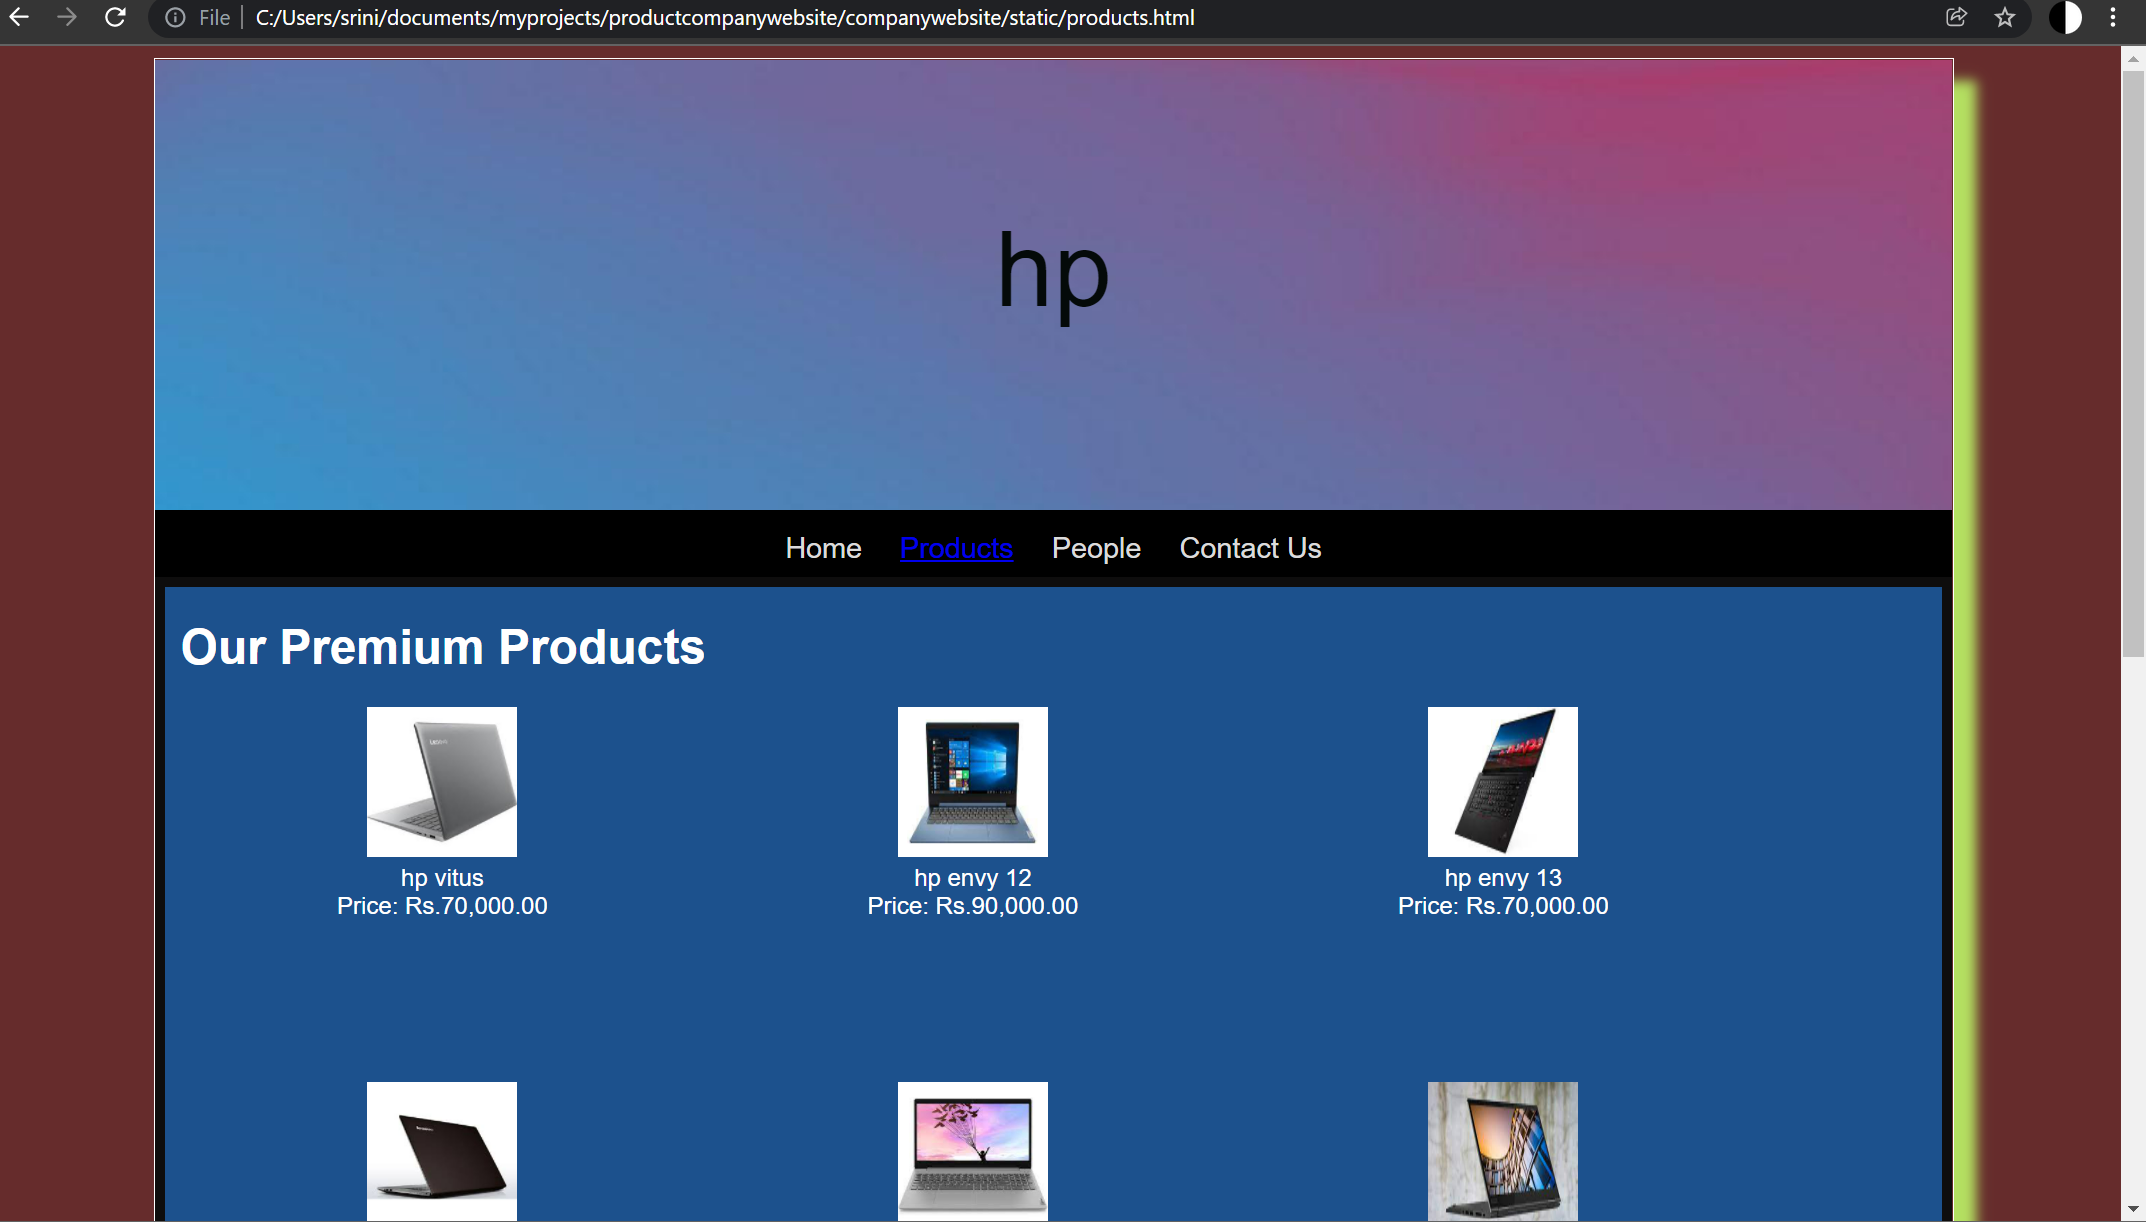 File
C:/Users/srini/documents/myprojects/productcompanywebsite/companywebsite/static/products.html
hp
Home Products People Contact Us
Our Premium Products
hp vitus
Price: Rs.70,000.00
hp envy 12
Price: Rs.90,000.00
hp envy 13
Price: Rs.70,000.00